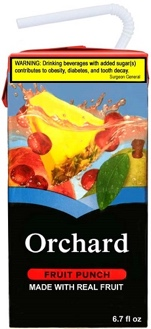 WARNING: Drinking beverages with added sugar(s)
contributes to obesity, diabetes, and tooth decay.
Surgeon General
Orchard
FRUIT PUNCH
MADE WITH REAL FRUIT
6.7 fl oz